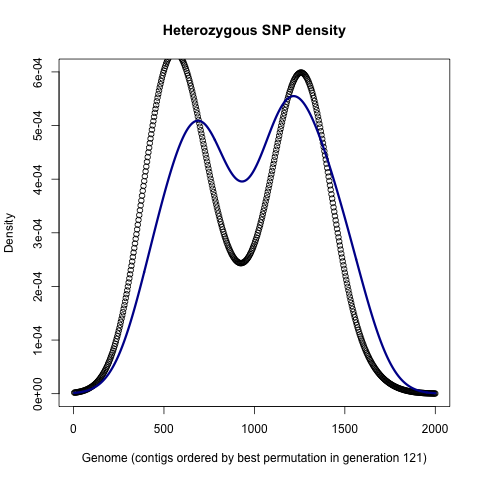 Heterozygous SNP density
Density
6e-04
5e-04
4e-04
3e-04
2e-04
1e-04
0e+00
0
500
1000
1500
2000
Genome (contigs ordered by best permutation in generation 121)